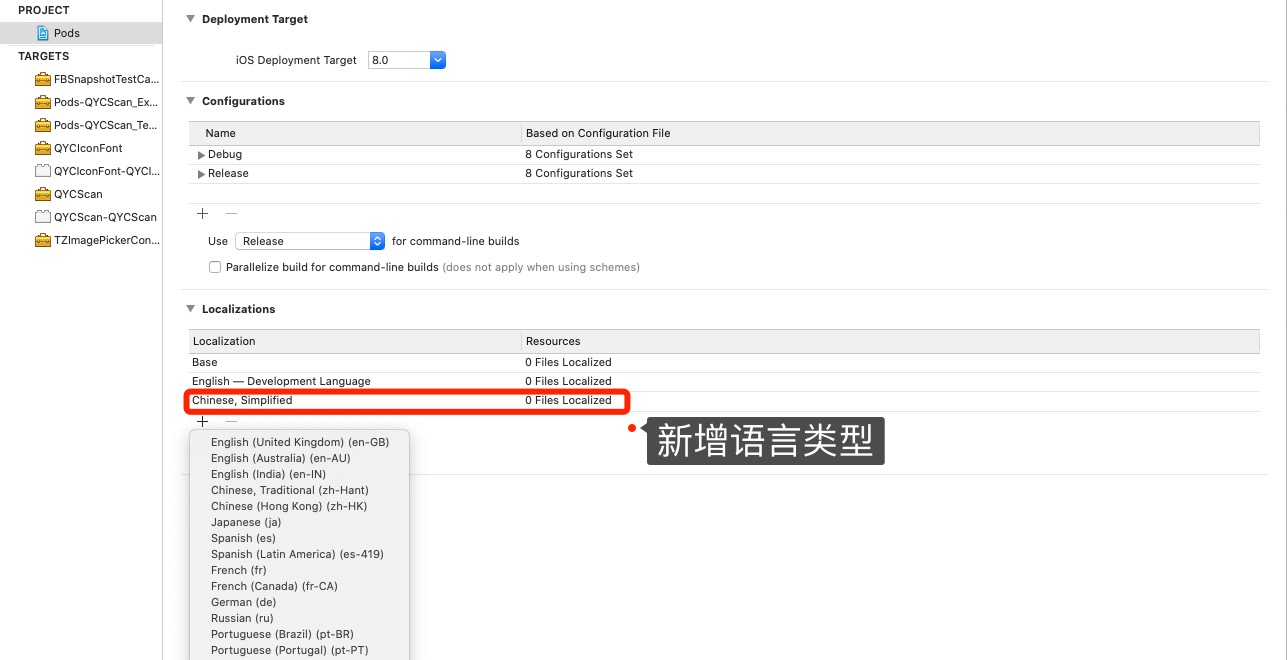 PROJECT
Pods
TARGETS
FBSnapshotTestCa...
Pods-QYCScan_Ex...
Pods-QYCScan_Te...
QYCIconFont
QYCIconFont-QYCI...
QYCScan
QYCScan-QYCScan
TZImagePickerCon...
Deployment Target
iOS Deployment Target 8.0
Configurations
Name Based on Configuration File
Debug 8 Configurations Set
Release 8 Configurations Set
Use Release for command-line builds
Parallelize build for command-line builds (does not apply when using schemes)
Localizations
Localization Resources
Base 0 Files Localized
English — Development Language 0 Files Localized
Chinese, Simplified 0 Files Localized
新增语言类型
English (United Kingdom) (en-GB)
English (Australia) (en-AU)
English (India) (en-IN)
Chinese, Traditional (zh-Hant)
Chinese (Hong Kong) (zh-HK)
Japanese (ja)
Spanish (es)
Spanish (Latin America) (es-419)
French (fr)
French (Canada) (fr-CA)
German (de)
Russian (ru)
Portuguese (Brazil) (pt-BR)
Portuguese (Portugal) (pt-PT)